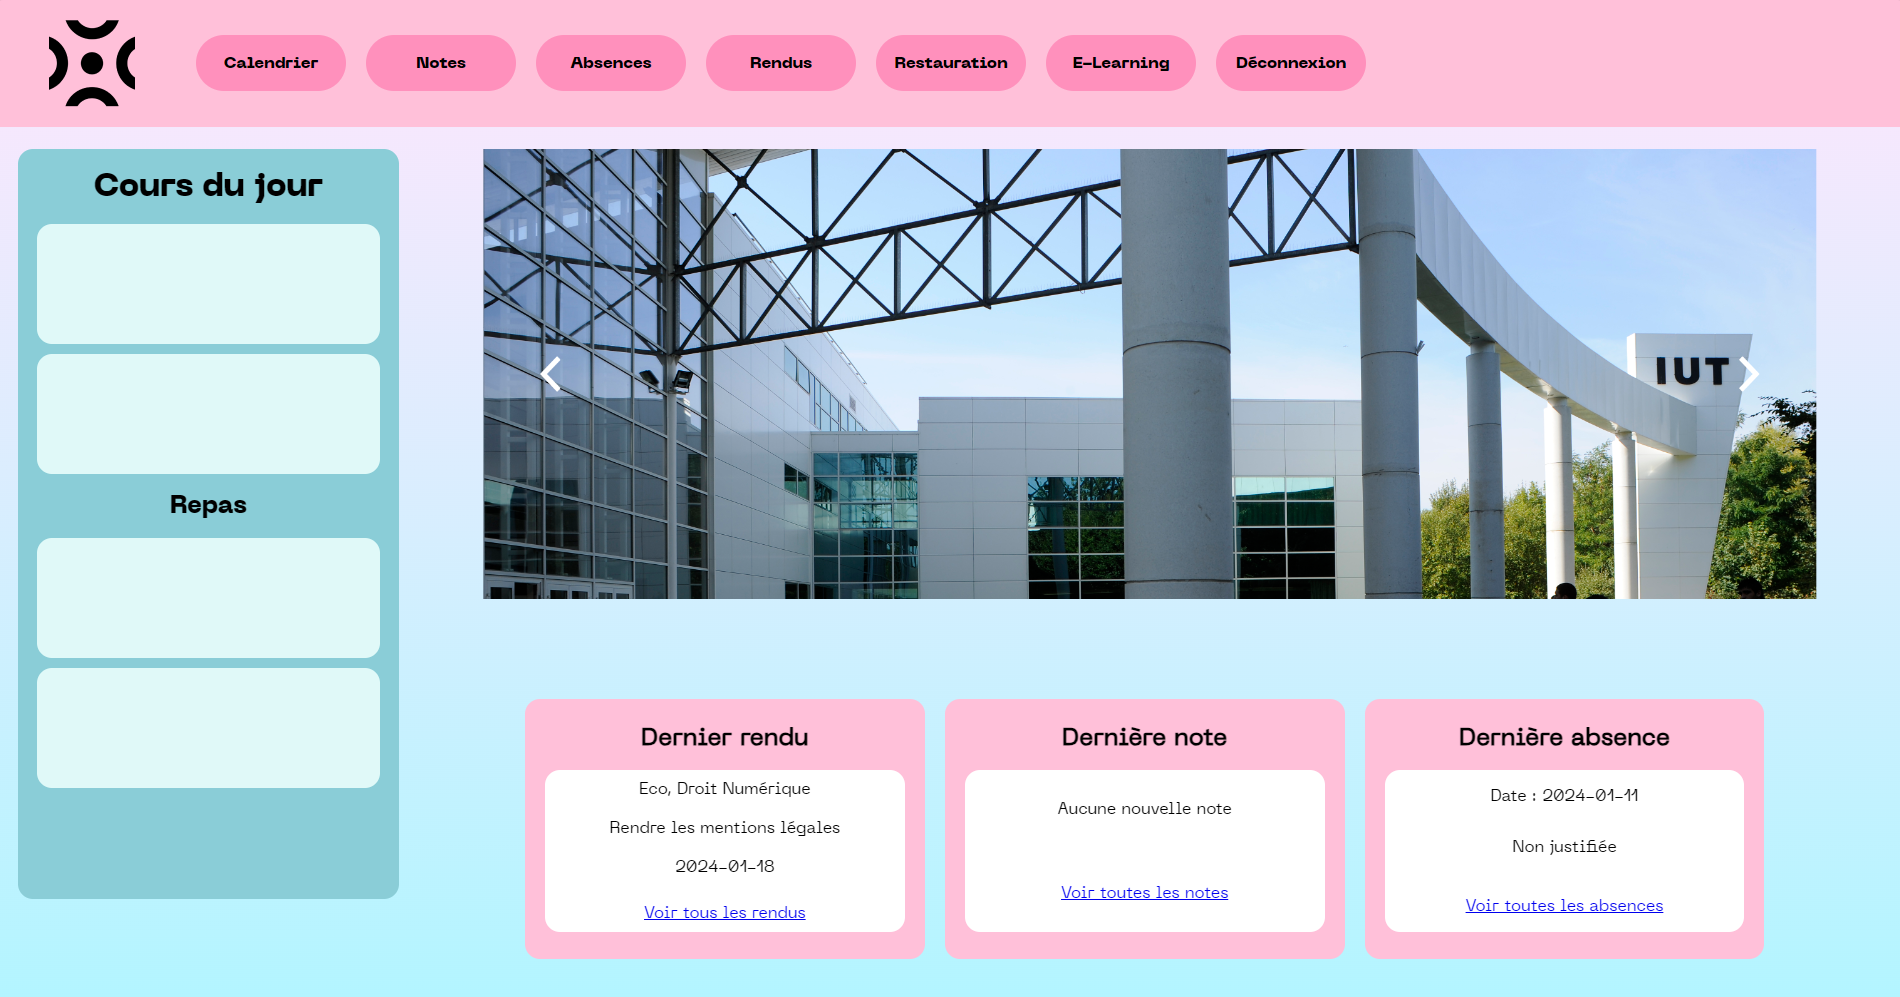 Calendrier
Notes
Absences
Rendus
Restauration
E-Learning
Déconnexion
Cours du jour
Repas
IUT
Dernier rendu
Eco, Droit Numérique
Rendre les mentions légales
2024-01-18
Voir tous les rendus
Dernière note
Aucune nouvelle note
Voir toutes les notes
Dernière absence
Date : 2024-01-11
Non justifiée
Voir toutes les absences